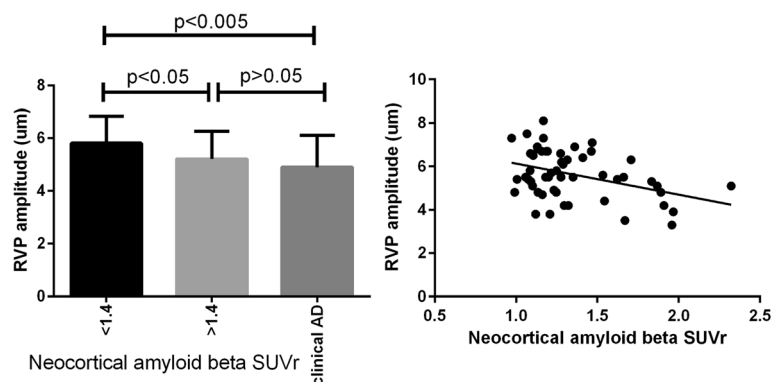 p<0.005
p<0.05
p>0.05
RVP amplitude (um)
8
6
4
2
0
<1.4
>1.4
clinical AD
Neocortical amyloid beta SUVr
RVP amplitude (um)
10
8
6
4
2
0
0.5
1.0
1.5
2.0
2.5
Neocortical amyloid beta SUVr